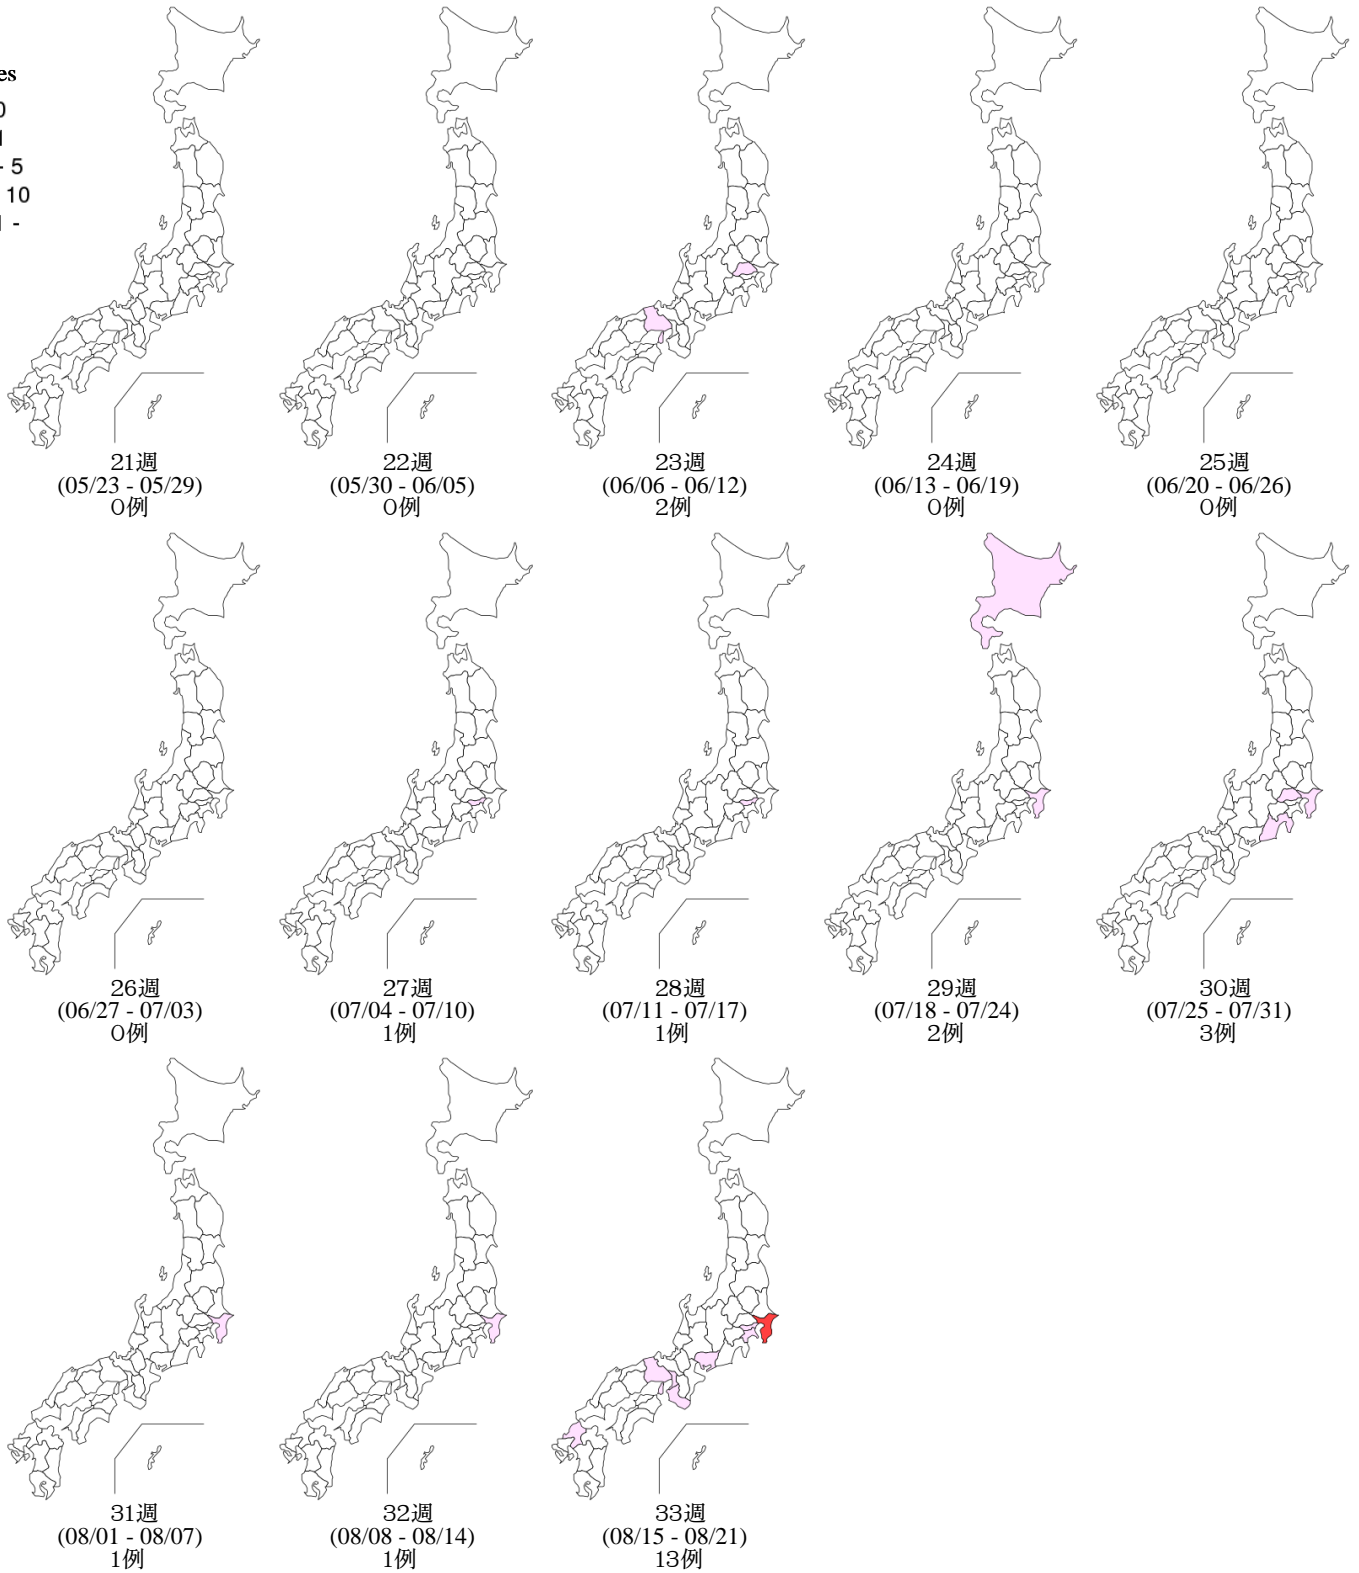 es
0
1
- 5
10
1 -
21週
(05/23 - 05/29)
0例
22週
(05/30 - 06/05)
0例
23週
(06/06 - 06/12)
2例
24週
(06/13 - 06/19)
0例
25週
(06/20 - 06/26)
0例
26週
(06/27 - 07/03)
0例
27週
(07/04 - 07/10)
1例
28週
(07/11 - 07/17)
1例
29週
(07/18 - 07/24)
2例
30週
(07/25 - 07/31)
3例
31週
(08/01 - 08/07)
1例
32週
(08/08 - 08/14)
1例
33週
(08/15 - 08/21)
13例